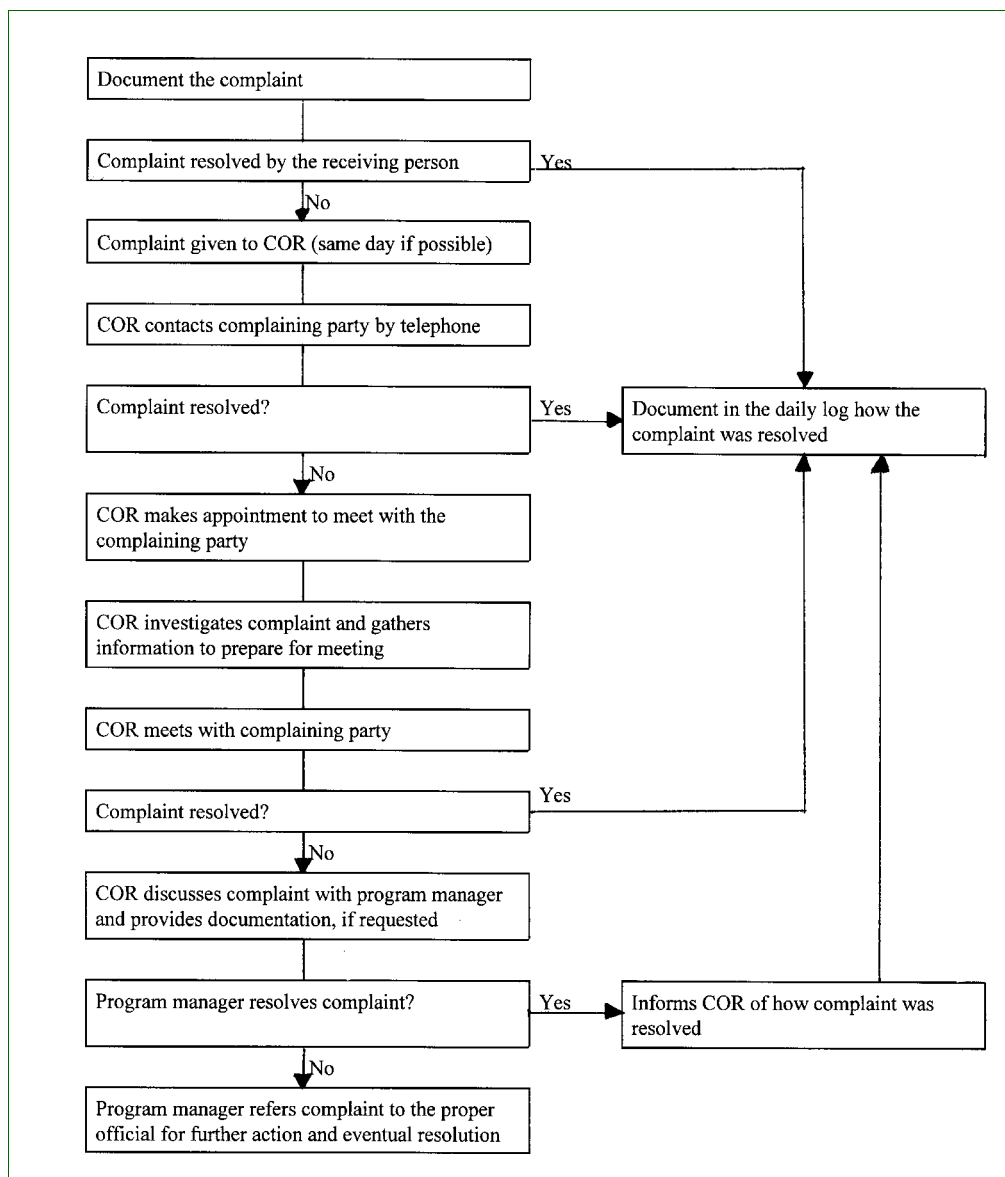 Document the complaint
Complaint resolved by the receiving person
Yes
No
Complaint given to COR (same day if possible)
COR contacts complaining party by telephone
Complaint resolved?
Yes
Document in the daily log how the
complaint was resolved
No
COR makes appointment to meet with the
complaining party
COR investigates complaint and gathers
information to prepare for meeting
COR meets with complaining party
Complaint resolved?
Yes
No
COR discusses complaint with program manager
and provides documentation, if requested
Program manager resolves complaint?
Yes
Informs COR of how complaint was
resolved
No
Program manager refers complaint to the proper
official for further action and eventual resolution